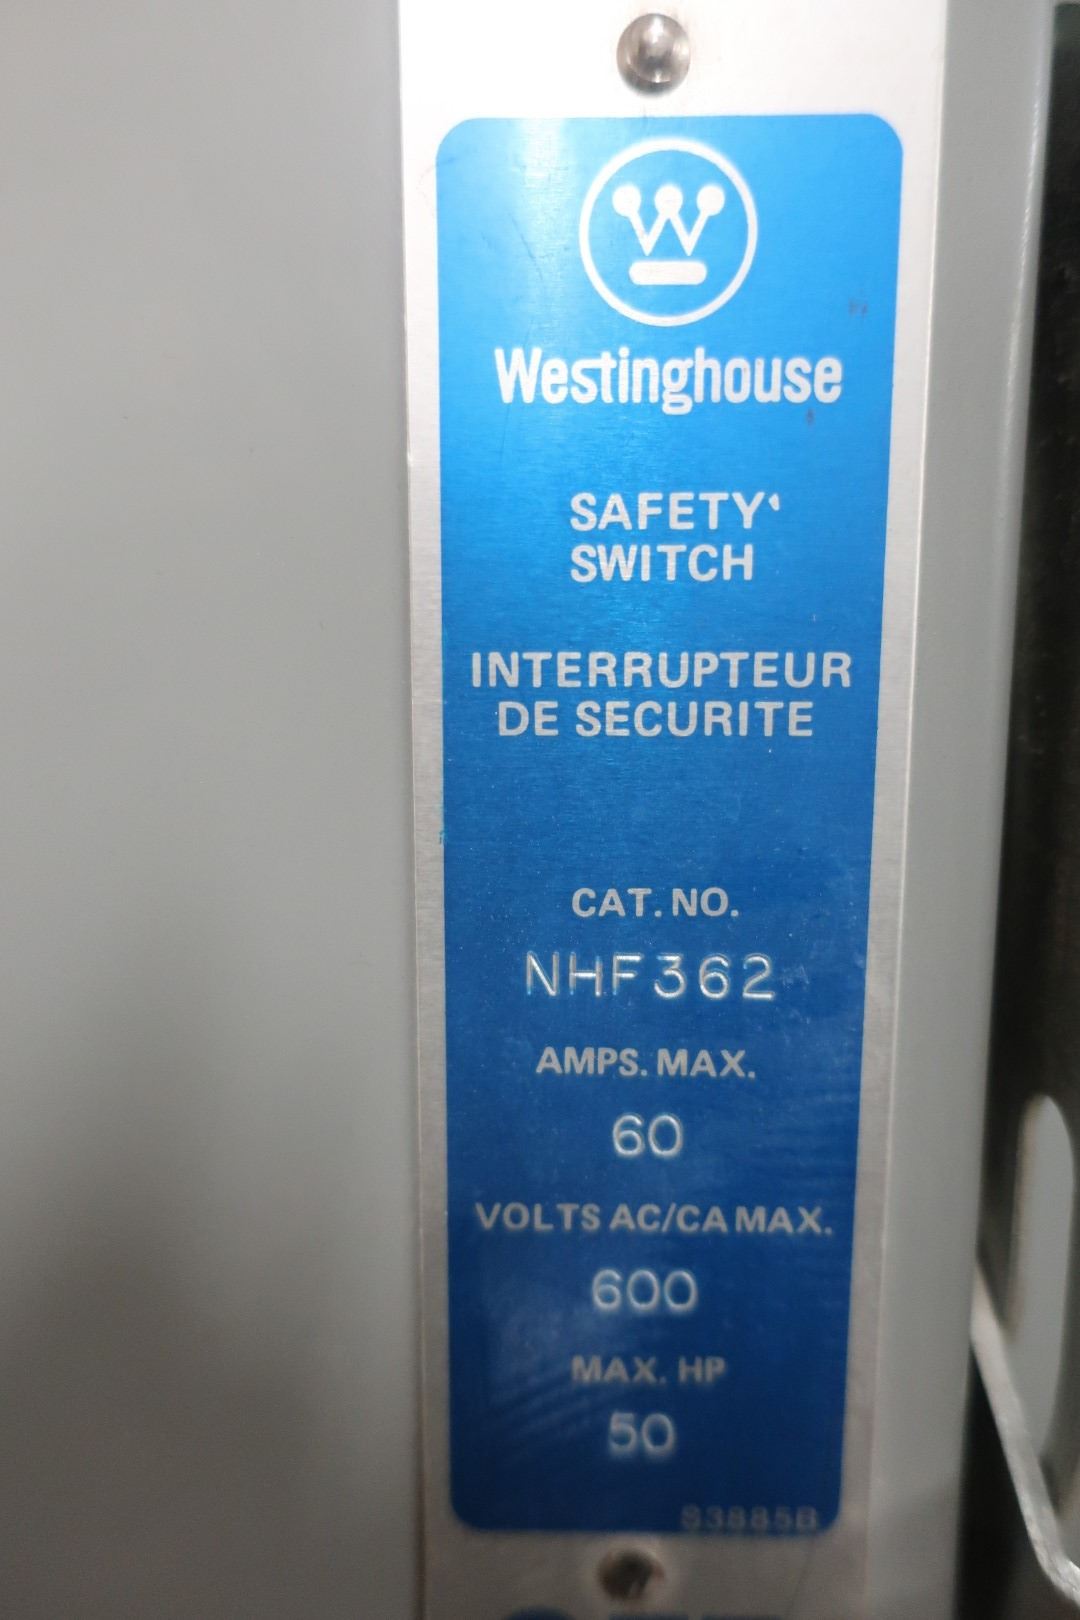 W
Westinghouse
SAFETY
SWITCH
INTERRUPTEUR
DE SECURITE
CAT. NO.
NHF362
AMPS. MAX.
60
VOLTS AC/CA MAX.
600
MAX. HP
50
S3885B